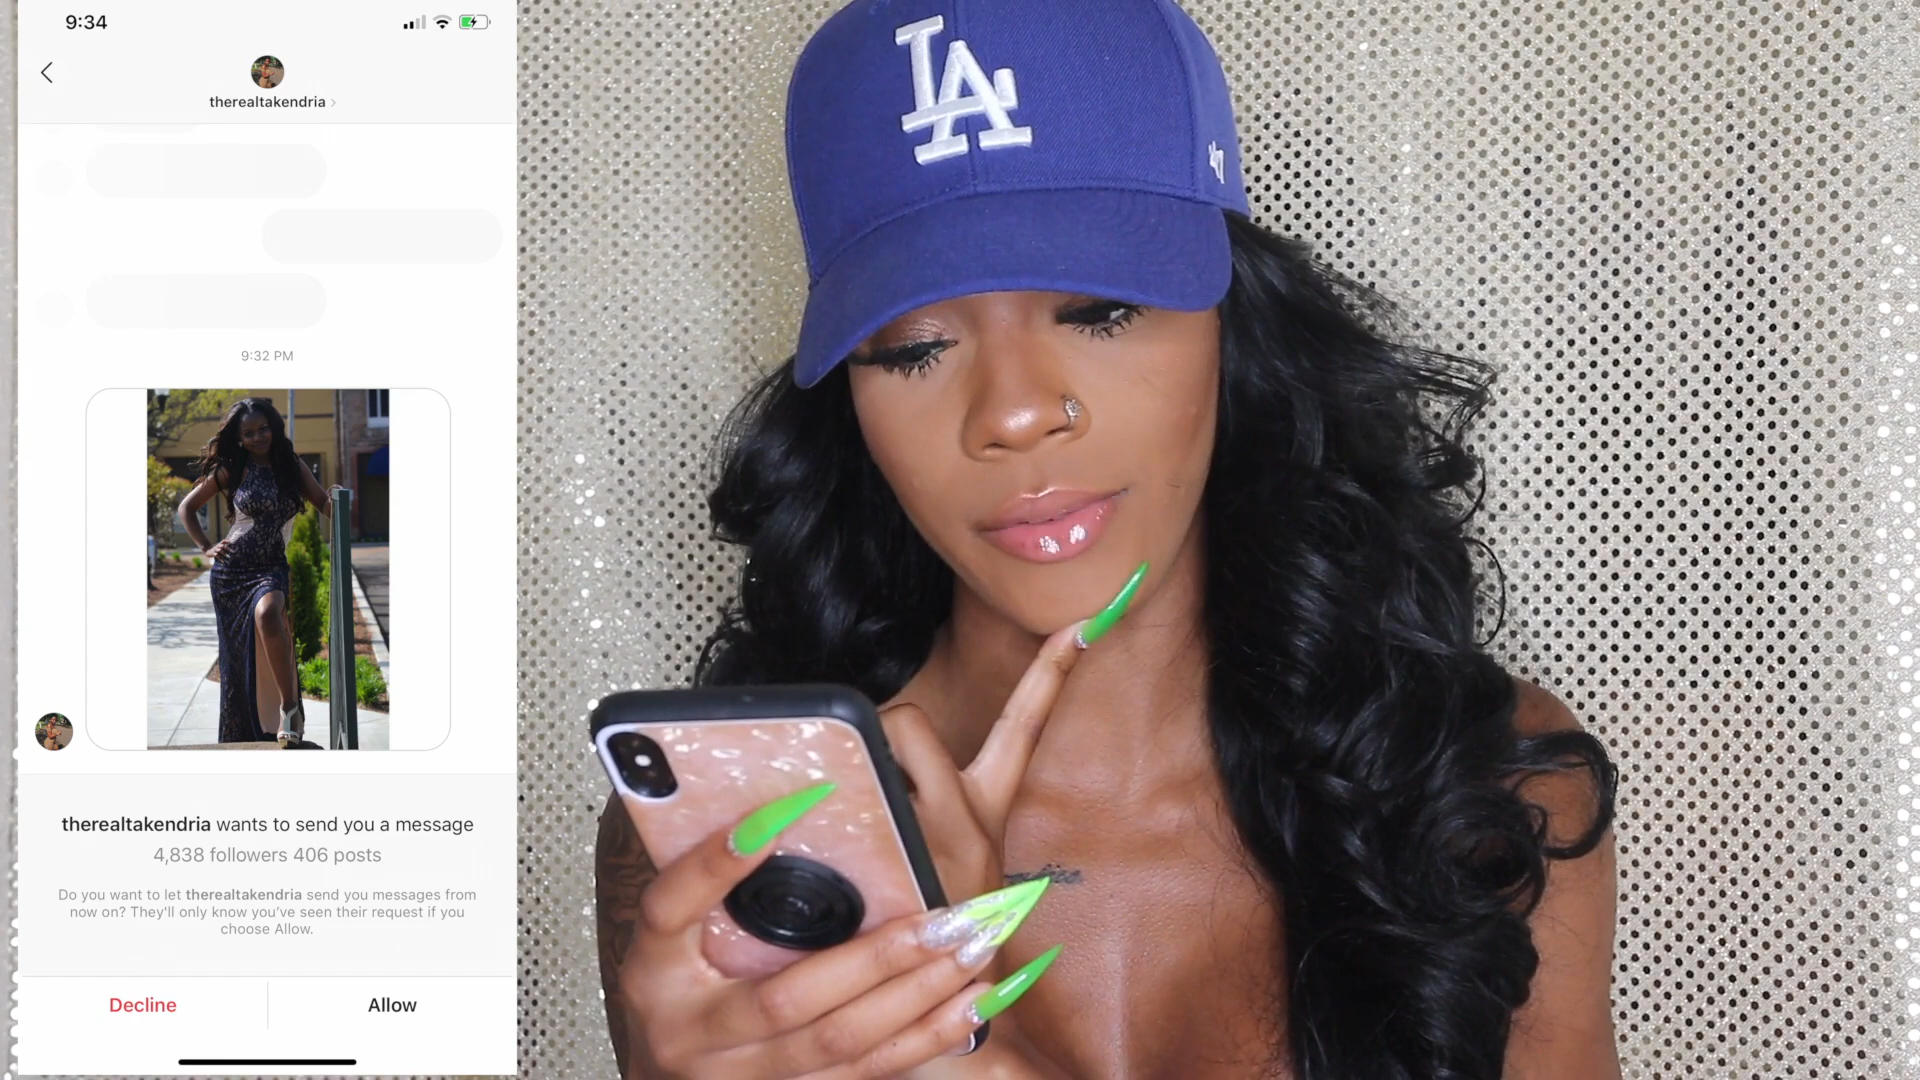 9:34
therealtakendria
9:32 PM
therealtakendria wants to send you a message
4,838 followers 406 posts
Do you want to let therealtakendria send you messages from
now on? They'll only know you've seen their request if you
choose Allow.
Decline Allow
LA
47